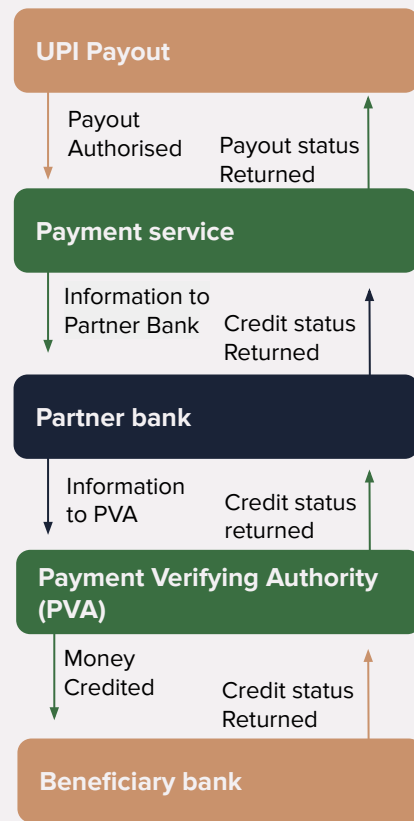 UPI Payout
Payout
Authorised
Payout status
Returned
Payment service
Information to
Partner Bank
Credit status
Returned
Partner bank
Information
to PVA
Credit status
returned
Payment Verifying Authority
(PVA)
Money
Credited
Credit status
Returned
Beneficiary bank